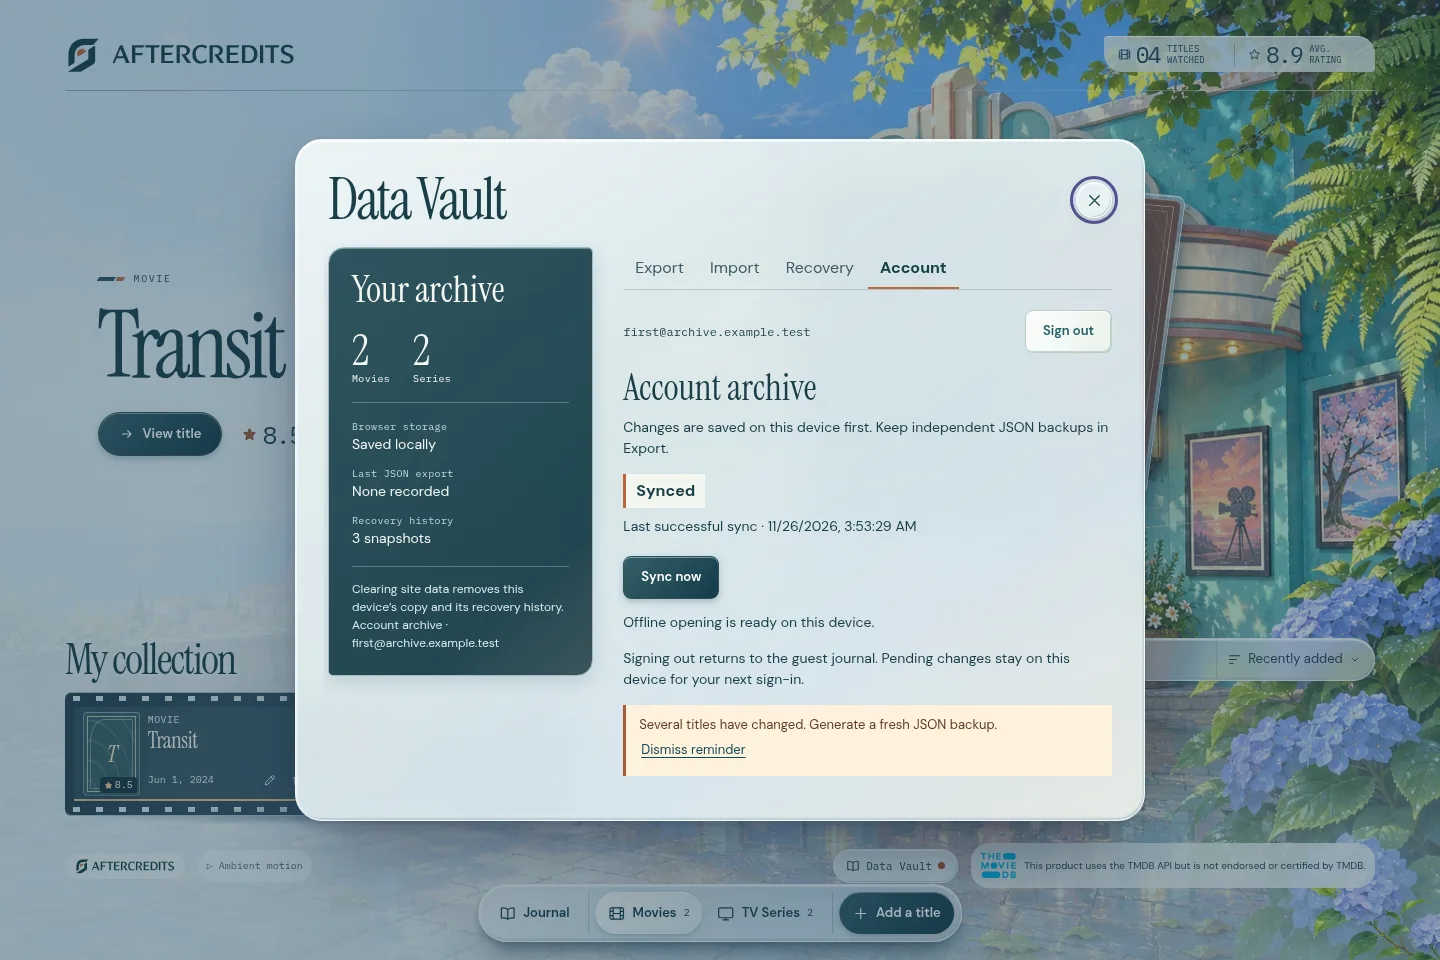 AFTERCREDITS
04 TITLES WATCHED
8.9 AVG. RATING
MOVIE
Transit
View title
8.5
My collection
Recently added
MOVIE
Transit
T
8.5
Jun 1, 2024
Data Vault
Your archive
2 Movies
2 Series
Browser storage
Saved locally
Last JSON export
None recorded
Recovery history
3 snapshots
Clearing site data removes this
device’s copy and its recovery history.
Account archive ·
first@archive.example.test
Export Import Recovery Account
first@archive.example.test
Sign out
Account archive
Changes are saved on this device first. Keep independent JSON backups in
Export.
Synced
Last successful sync · 11/26/2026, 3:53:29 AM
Sync now
Offline opening is ready on this device.
Signing out returns to the guest journal. Pending changes stay on this
device for your next sign-in.
Several titles have changed. Generate a fresh JSON backup.
Dismiss reminder
AFTERCREDITS
Ambient motion
Data Vault
THE MOVIE DB
This product uses the TMDB API but is not endorsed or certified by TMDB.
Journal
Movies 2
TV Series 2
Add a title